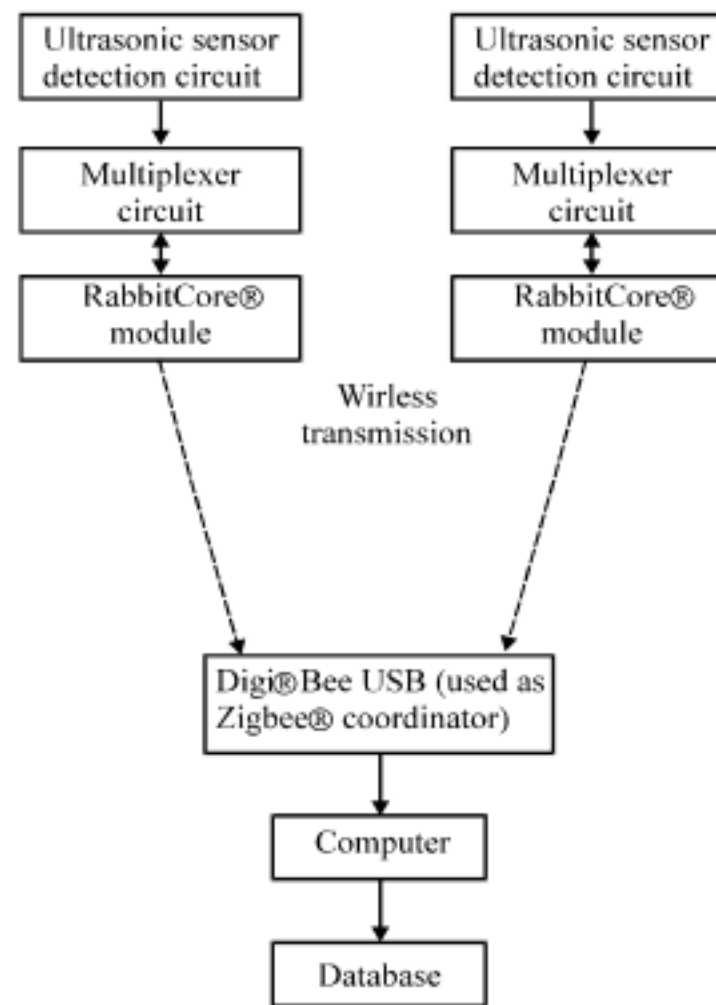 Ultrasonic sensor
detection circuit
Ultrasonic sensor
detection circuit
Multiplexer
circuit
Multiplexer
circuit
RabbitCore®
module
RabbitCore®
module
Wirless
transmission
Digi®Bee USB (used as
Zigbee® coordinator)
Computer
Database